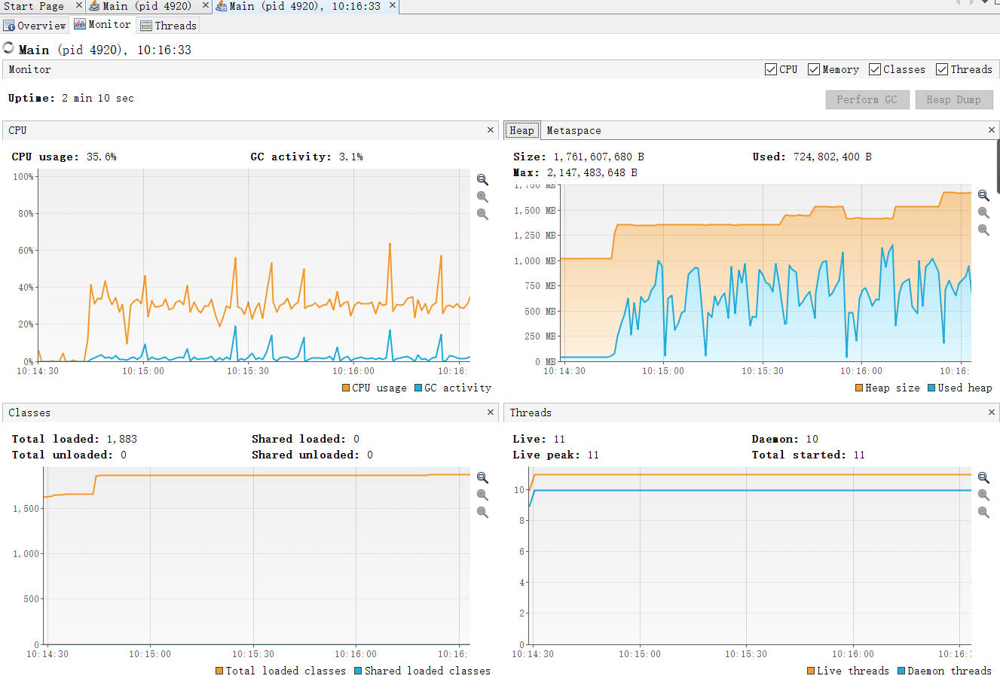 Start Page × Main (pid 4920) × Main (pid 4920), 10:16:33 ×
Overview Monitor Threads
Main (pid 4920), 10:16:33
Monitor CPU Memory Classes Threads
Uptime: 2 min 10 sec Perform GC Heap Dump
CPU ×
CPU usage: 35.6% GC activity: 3.1%
100%
80%
60%
40%
20%
0%
10:14:30 10:15:00 10:15:30 10:16:00 10:16:
CPU usage GC activity
Heap Metaspace ×
Size: 1,761,607,680 B Used: 724,802,400 B
Max: 2,147,483,648 B
1,750 MB
1,500 MB
1,250 MB
1,000 MB
750 MB
500 MB
250 MB
0 MB
10:14:30 10:15:00 10:15:30 10:16:00 10:16:
Heap size Used heap
Classes ×
Total loaded: 1,883 Shared loaded: 0
Total unloaded: 0 Shared unloaded: 0
1,500
1,000
500
0
10:14:30 10:15:00 10:15:30 10:16:00 10:16:
Total loaded classes Shared loaded classes
Threads ×
Live: 11 Daemon: 10
Live peak: 11 Total started: 11
10
8
6
4
2
0
10:14:30 10:15:00 10:15:30 10:16:00 10:16:
Live threads Daemon threads